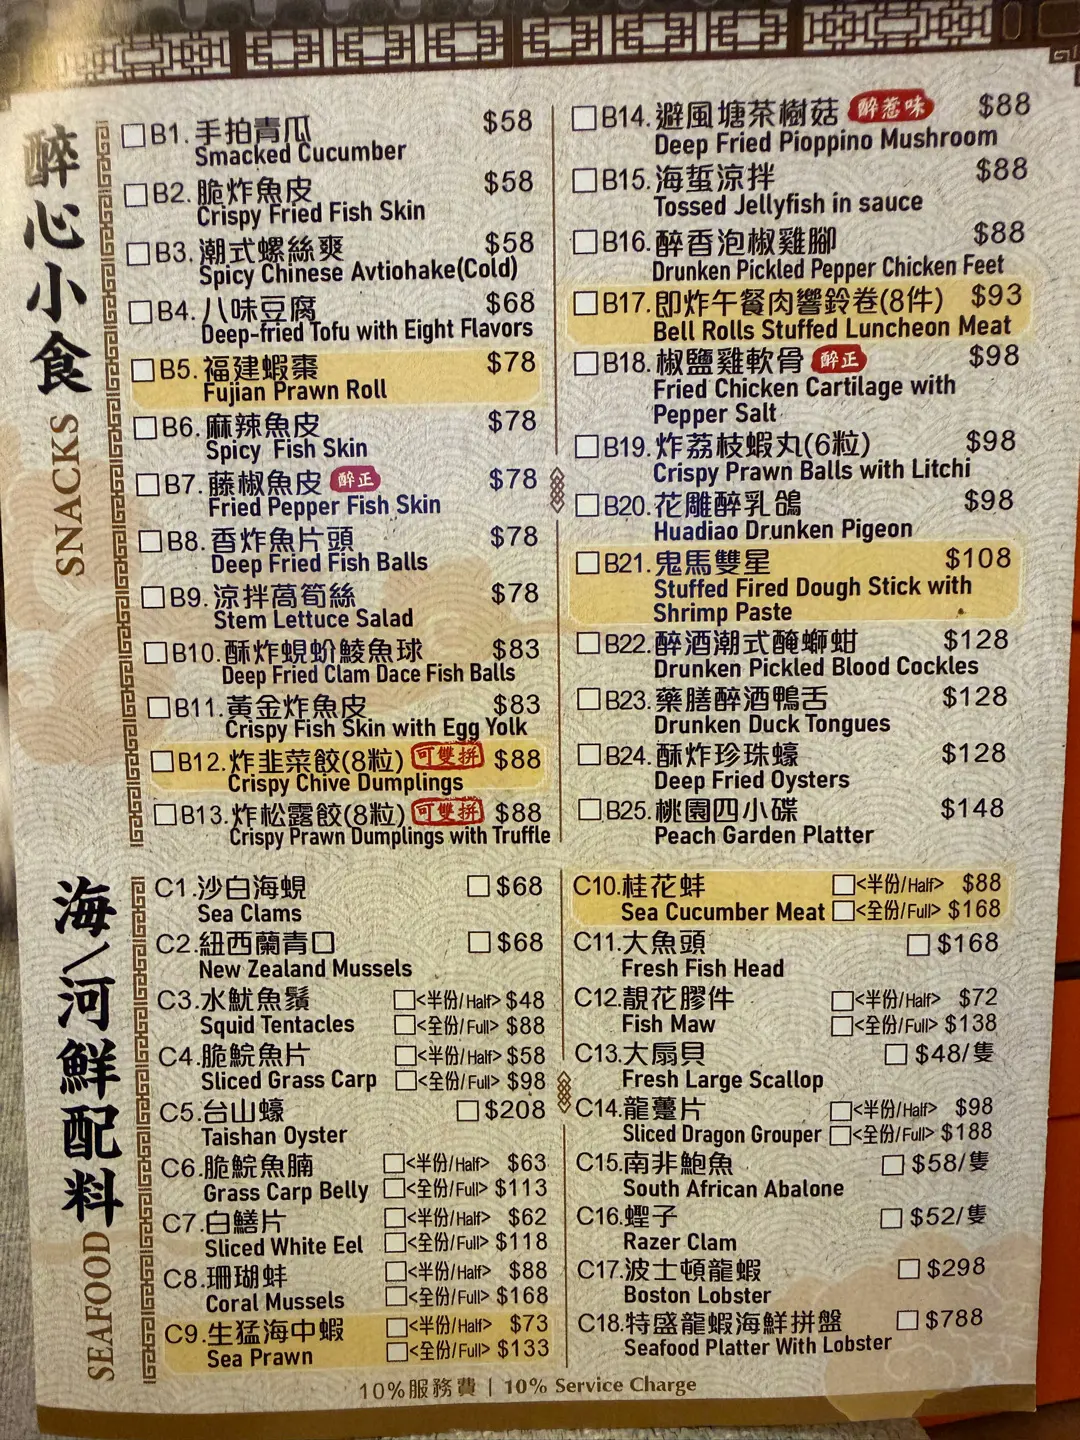 醉心小食
SNACKS
B1.手拍青瓜 $58
Smacked Cucumber
B2.脆炸魚皮 $58
Crispy Fried Fish Skin
B3.潮式螺絲爽 $58
Spicy Chinese Avtiohake(Cold)
B4.八味豆腐 $68
Deep-fried Tofu with Eight Flavors
B5.福建蝦棗 $78
Fujian Prawn Roll
B6.麻辣魚皮 $78
Spicy Fish Skin
B7.藤椒魚皮 醉正 $78
Fried Pepper Fish Skin
B8.香炸魚片頭 $78
Deep Fried Fish Balls
B9.涼拌萵筍絲 $78
Stem Lettuce Salad
B10.酥炸蜆蚧鯪魚球 $83
Deep Fried Clam Dace Fish Balls
B11.黃金炸魚皮 $83
Crispy Fish Skin with Egg Yolk
B12.炸韭菜餃(8粒) 可雙拼 $88
Crispy Chive Dumplings
B13.炸松露餃(8粒) 可雙拼 $88
Crispy Prawn Dumplings with Truffle
B14.避風塘茶樹菇 醉惹味 $88
Deep Fried Pioppino Mushroom
B15.海蜇涼拌 $88
Tossed Jellyfish in sauce
B16.醉香泡椒雞腳 $88
Drunken Pickled Pepper Chicken Feet
B17.即炸午餐肉響鈴卷(8件) $93
Bell Rolls Stuffed Luncheon Meat
B18.椒鹽雞軟骨 醉正 $98
Fried Chicken Cartilage with
Pepper Salt
B19.炸荔枝蝦丸(6粒) $98
Crispy Prawn Balls with Litchi
B20.花雕醉乳鴿 $98
Huadiao Drunken Pigeon
B21.鬼馬雙星 $108
Stuffed Fired Dough Stick with
Shrimp Paste
B22.醉酒潮式醃螄蚶 $128
Drunken Pickled Blood Cockles
B23.藥膳醉酒鴨舌 $128
Drunken Duck Tongues
B24.酥炸珍珠蠔 $128
Deep Fried Oysters
B25.桃園四小碟 $148
Peach Garden Platter
海/河鮮配料
SEAFOOD
C1.沙白海蜆 $68
Sea Clams
C2.紐西蘭青口 $68
New Zealand Mussels
C3.水魷魚鬚 <半份/Half> $48
Squid Tentacles <全份/Full> $88
C4.脆鯇魚片 <半份/Half> $58
Sliced Grass Carp <全份/Full> $98
C5.台山蠔 $208
Taishan Oyster
C6.脆鯇魚腩 <半份/Half> $63
Grass Carp Belly <全份/Full> $113
C7.白鱔片 <半份/Half> $62
Sliced White Eel <全份/Full> $118
C8.珊瑚蚌 <半份/Half> $88
Coral Mussels <全份/Full> $168
C9.生猛海中蝦 <半份/Half> $73
Sea Prawn <全份/Full> $133
C10.桂花蚌 <半份/Half> $88
Sea Cucumber Meat <全份/Full> $168
C11.大魚頭 $168
Fresh Fish Head
C12.靚花膠件 <半份/Half> $72
Fish Maw <全份/Full> $138
C13.大扇貝 $48/隻
Fresh Large Scallop
C14.龍躉片 <半份/Half> $98
Sliced Dragon Grouper <全份/Full> $188
C15.南非鮑魚 $58/隻
South African Abalone
C16.蟶子 $52/隻
Razer Clam
C17.波士頓龍蝦 $298
Boston Lobster
C18.特盛龍蝦海鮮拼盤 $788
Seafood Platter With Lobster
10%服務費 | 10% Service Charge